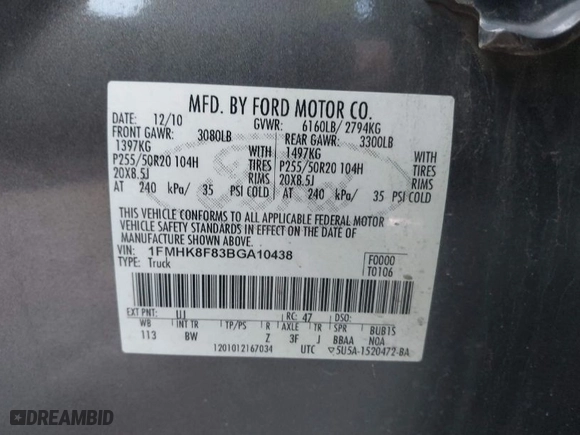 MFD. BY FORD MOTOR CO.
DATE: 12/10 GVWR: 6160LB/ 2794KG
FRONT GAWR: 3080LB REAR GAWR: 3300LB
1397KG WITH 1497KG WITH
P255/50R20 104H TIRES P255/50R20 104H TIRES
20X8.5J RIMS 20X8.5J RIMS
AT 240 kPa/ 35 PSI COLD AT 240 kPa/ 35 PSI COLD
THIS VEHICLE CONFORMS TO ALL APPLICABLE FEDERAL MOTOR
VEHICLE SAFETY STANDARDS IN EFFECT ON THE DATE OF
MANUFACTURE SHOWN ABOVE.
VIN: 1FMHK8F83BGA10438 F0000
TYPE: Truck T0106
EXT PNT: UJ RC: 47 DSO:
WB INT TR TP/PS R AXLE TR SPR BUB1S
113 BW Z 3F J BBAA N0A
1201012167034 UTC ▽5U5A-1520472-BA
DREAMBID